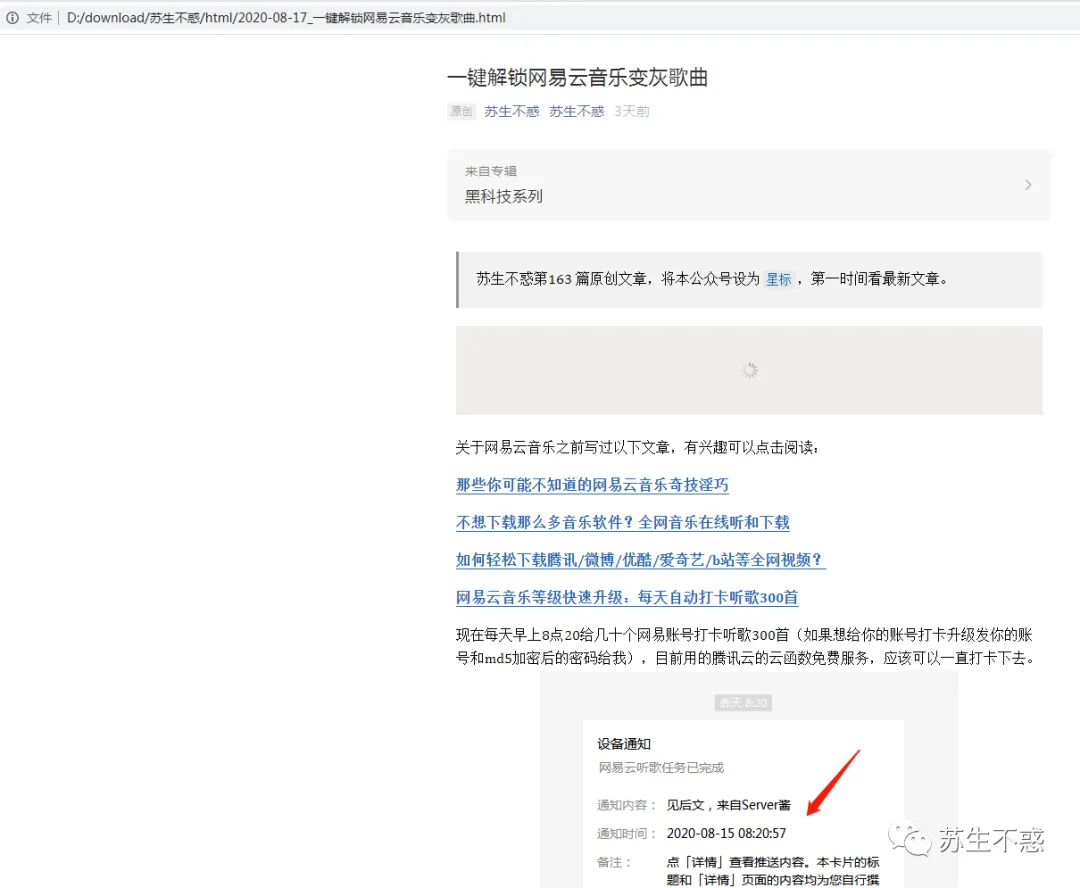 文件 D:/download/苏生不惑/html/2020-08-17_一键解锁网易云音乐变灰歌曲.html
一键解锁网易云音乐变灰歌曲
原创 苏生不惑 苏生不惑 3天前
来自专辑
黑科技系列
苏生不惑第163 篇原创文章，将本公众号设为 星标 ，第一时间看最新文章。
关于网易云音乐之前写过以下文章，有兴趣可以点击阅读：
那些你可能不知道的网易云音乐奇技淫巧
不想下载那么多音乐软件？全网音乐在线听和下载
如何轻松下载腾讯/微博/优酷/爱奇艺/b站等全网视频？
网易云音乐等级快速升级：每天自动打卡听歌300首
现在每天早上8点20给几十个网易账号打卡听歌300首（如果想给你的账号打卡升级发你的账
号和md5加密后的密码给我），目前用的腾讯云的云函数免费服务，应该可以一直打卡下去。
昨天 8:20
设备通知
网易云听歌任务已完成
通知内容： 见后文，来自Server酱
通知时间： 2020-08-15 08:20:57
备注： 点「详情」查看推送内容。本卡片的标
题和「详情」页面的内容均为您自行撰
苏生不惑